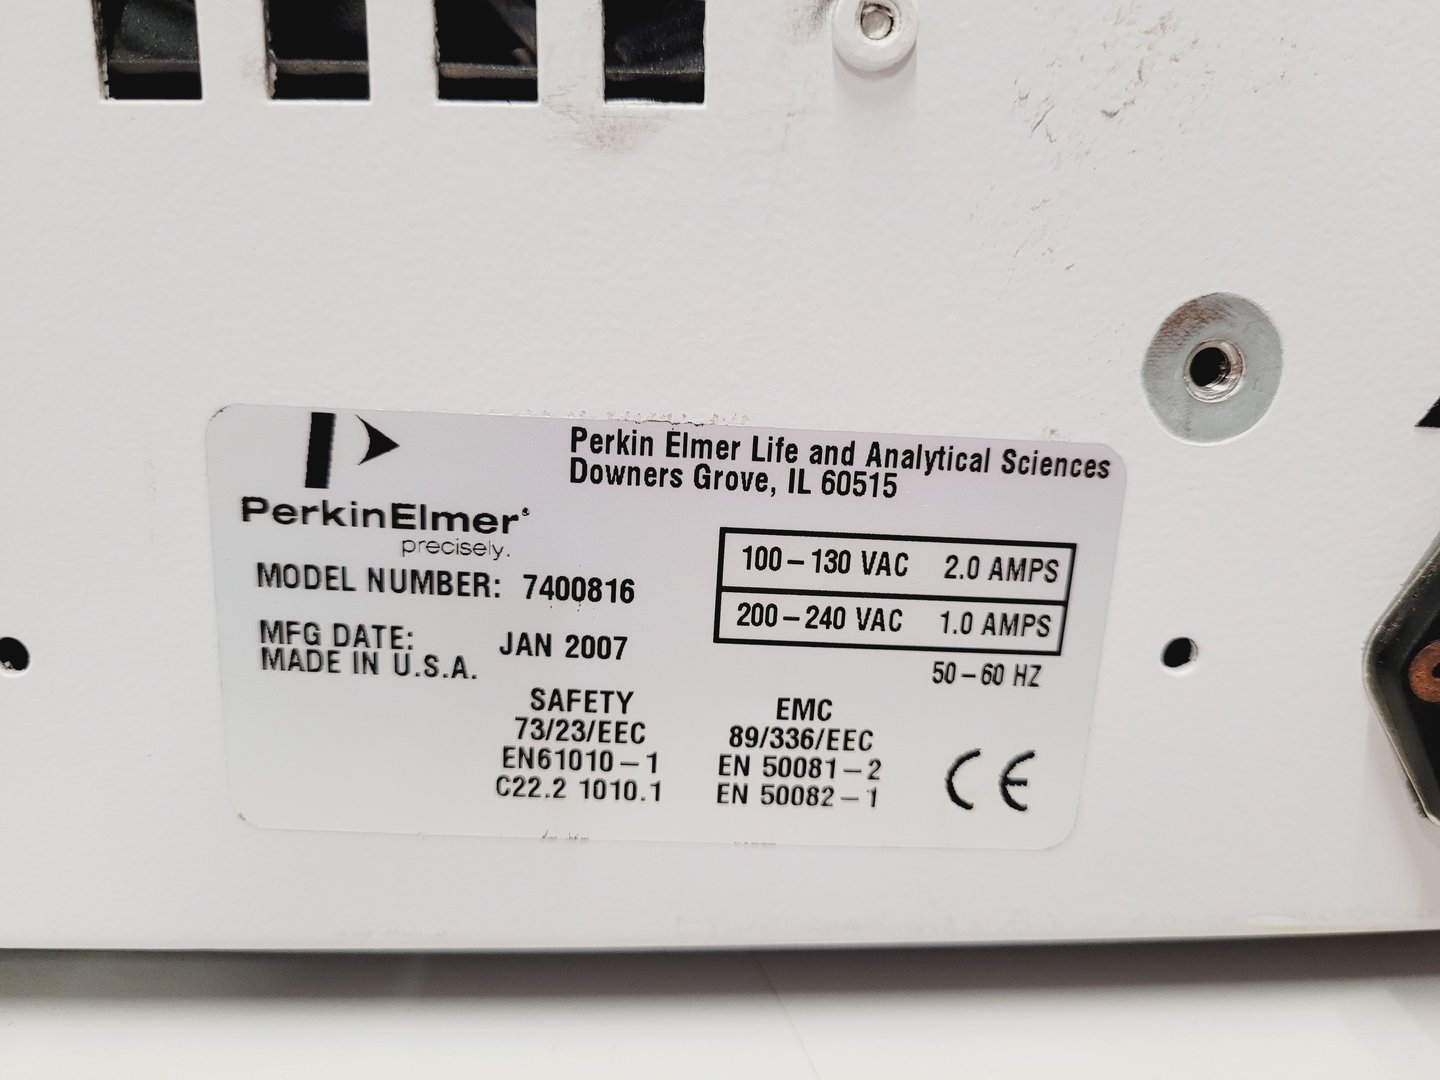 Perkin Elmer Life and Analytical Sciences
Downers Grove, IL 60515
PerkinElmer®
precisely.
MODEL NUMBER: 7400816
MFG DATE: JAN 2007
MADE IN U.S.A.
100-130 VAC 2.0 AMPS
200-240 VAC 1.0 AMPS
50-60 HZ
SAFETY
73/23/EEC
EN61010-1
C22.2 1010.1
EMC
89/336/EEC
EN 50081-2
EN 50082-1
CE